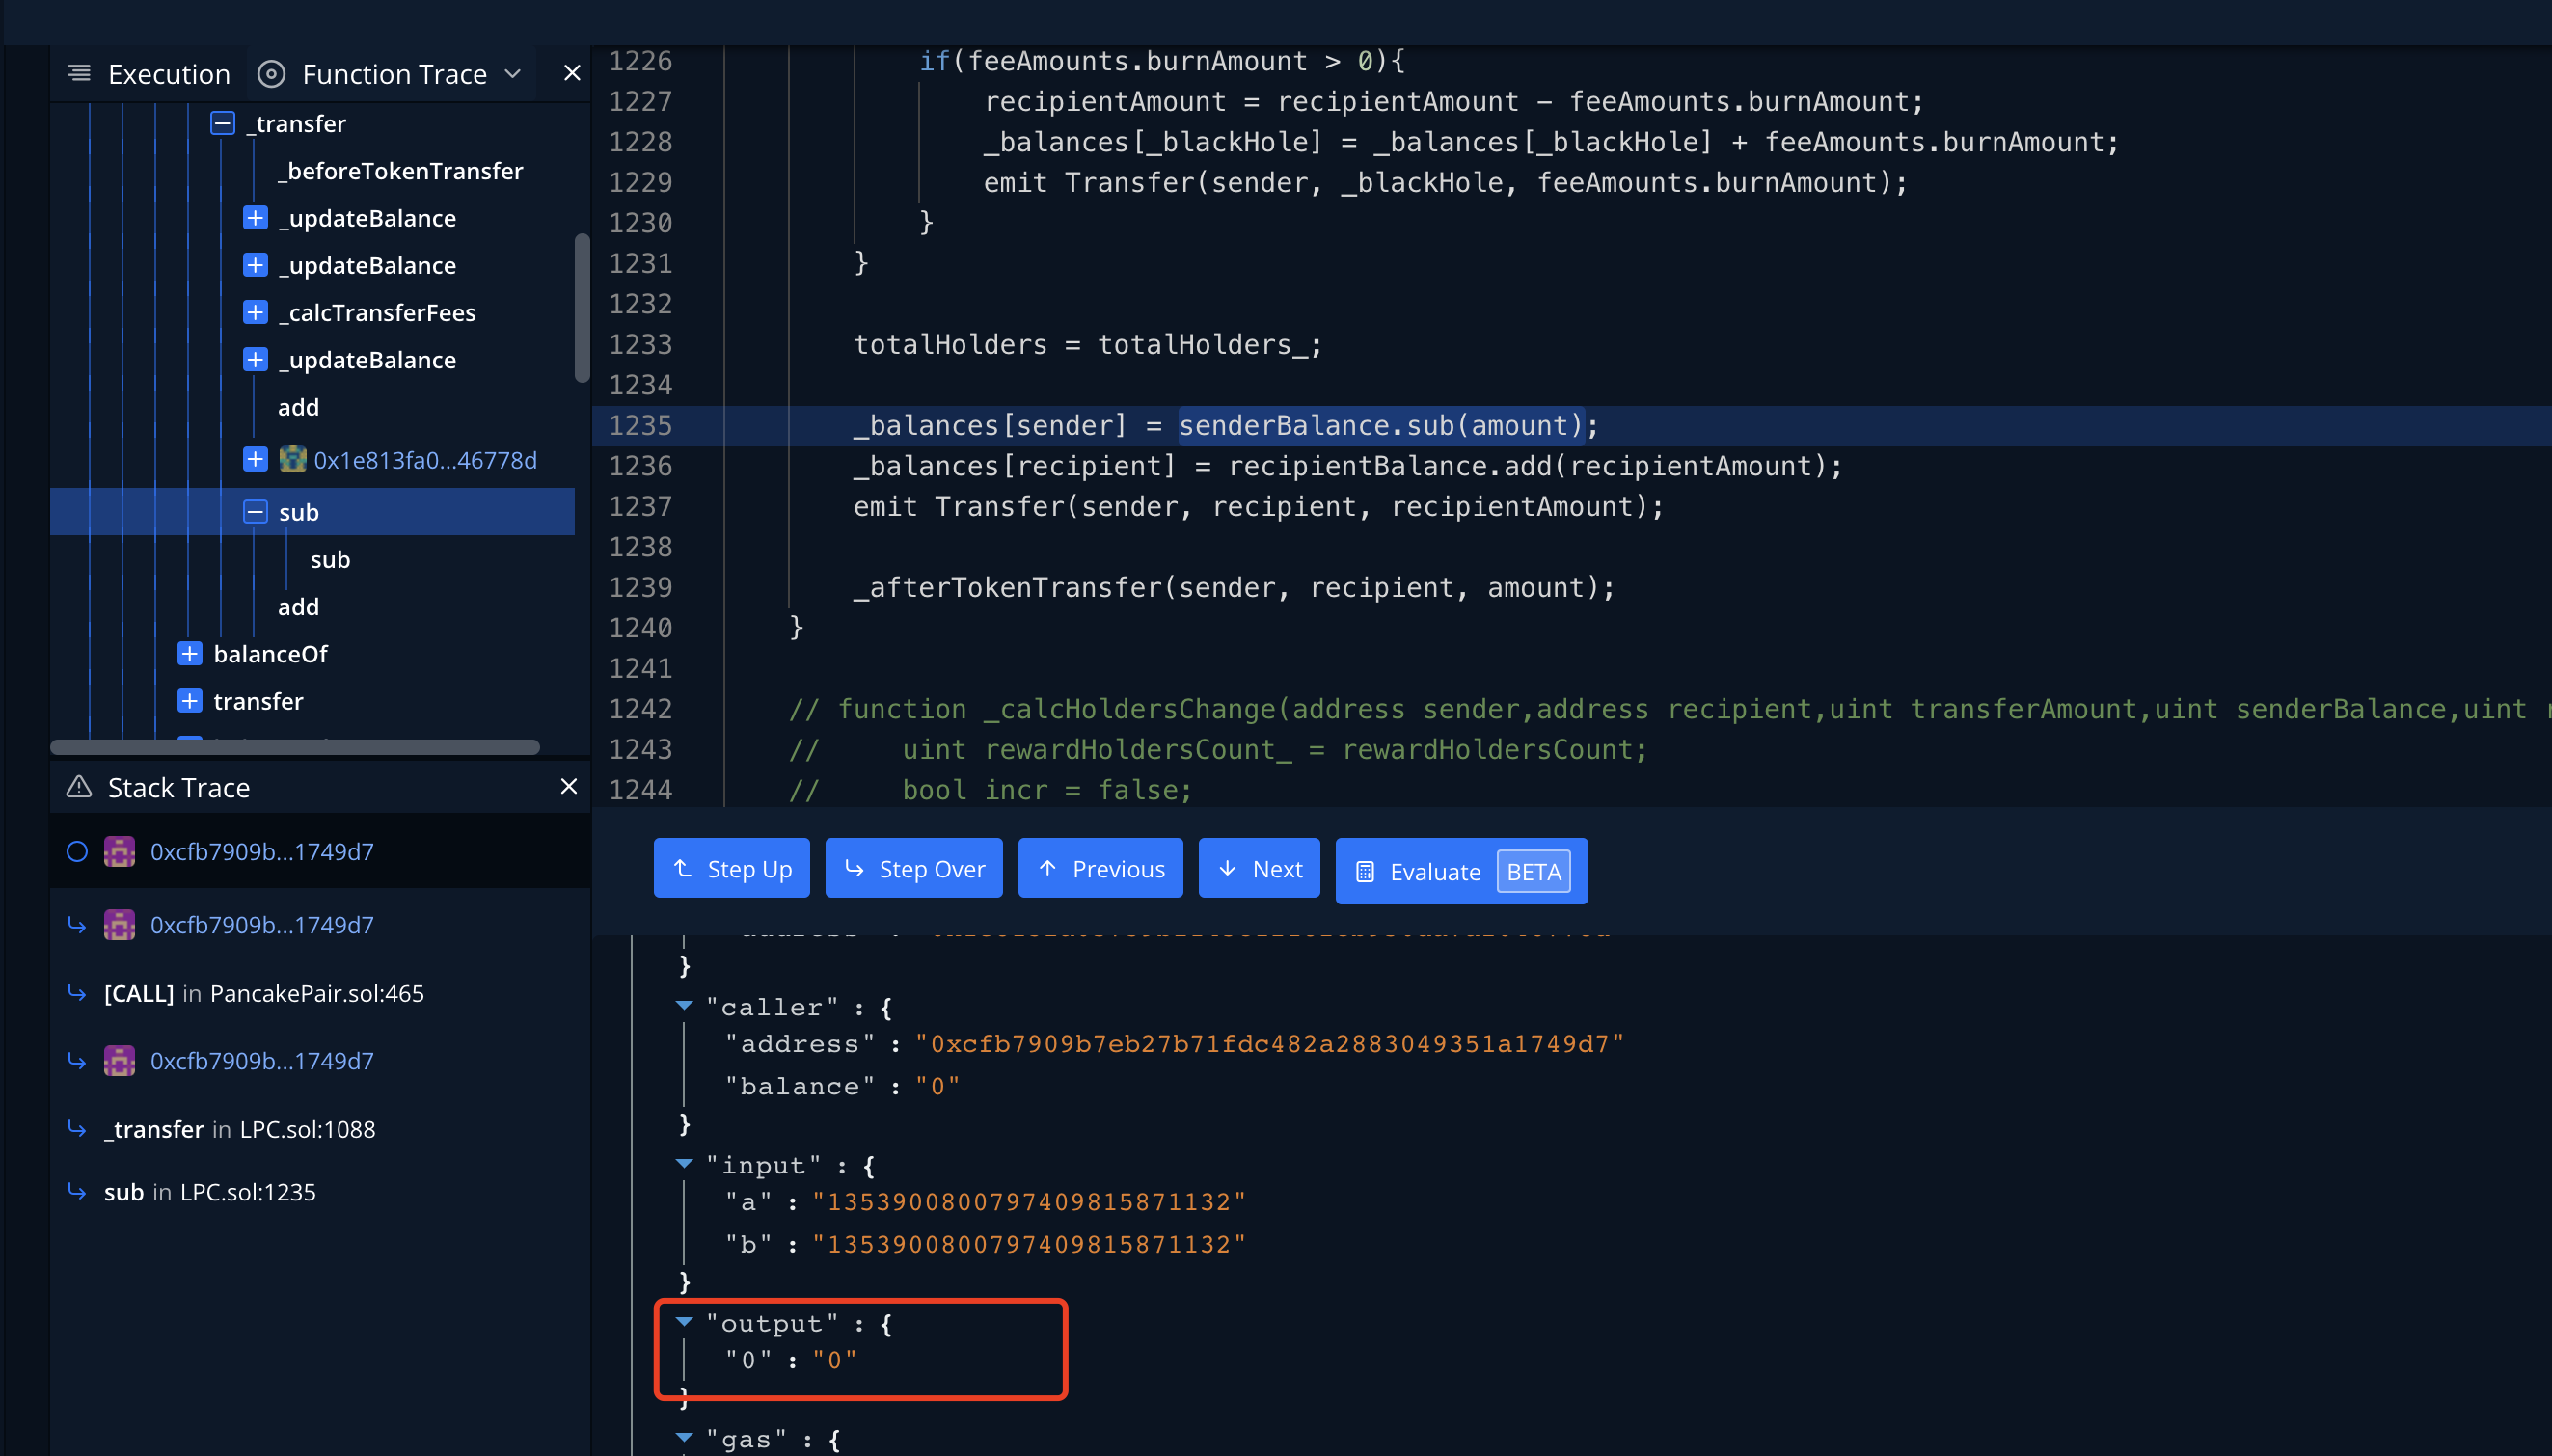 Execution
Function Trace
_transfer
_beforeTokenTransfer
_updateBalance
_updateBalance
_calcTransferFees
_updateBalance
add
0x1e813fa0...46778d
sub
sub
add
balanceOf
transfer
Stack Trace
0xcfb7909b...1749d7
0xcfb7909b...1749d7
[CALL] in PancakePair.sol:465
0xcfb7909b...1749d7
_transfer in LPC.sol:1088
sub in LPC.sol:1235
1226 if(feeAmounts.burnAmount > 0){
1227 recipientAmount = recipientAmount - feeAmounts.burnAmount;
1228 _balances[_blackHole] = _balances[_blackHole] + feeAmounts.burnAmount;
1229 emit Transfer(sender, _blackHole, feeAmounts.burnAmount);
1230 }
1231 }
1232
1233 totalHolders = totalHolders_;
1234
1235 _balances[sender] = senderBalance.sub(amount);
1236 _balances[recipient] = recipientBalance.add(recipientAmount);
1237 emit Transfer(sender, recipient, recipientAmount);
1238
1239 _afterTokenTransfer(sender, recipient, amount);
1240 }
1241
1242 // function _calcHoldersChange(address sender,address recipient,uint transferAmount,uint senderBalance,uint
1243 // uint rewardHoldersCount_ = rewardHoldersCount;
1244 // bool incr = false;
Step Up
Step Over
Previous
Next
Evaluate BETA
}
"caller" : {
"address" : "0xcfb7909b7eb27b71fdc482a2883049351a1749d7"
"balance" : "0"
}
"input" : {
"a" : "13539008007974098158​71132"
"b" : "1353900800797409815871132"
}
"output" : {
"0" : "0"
}
"gas" : {